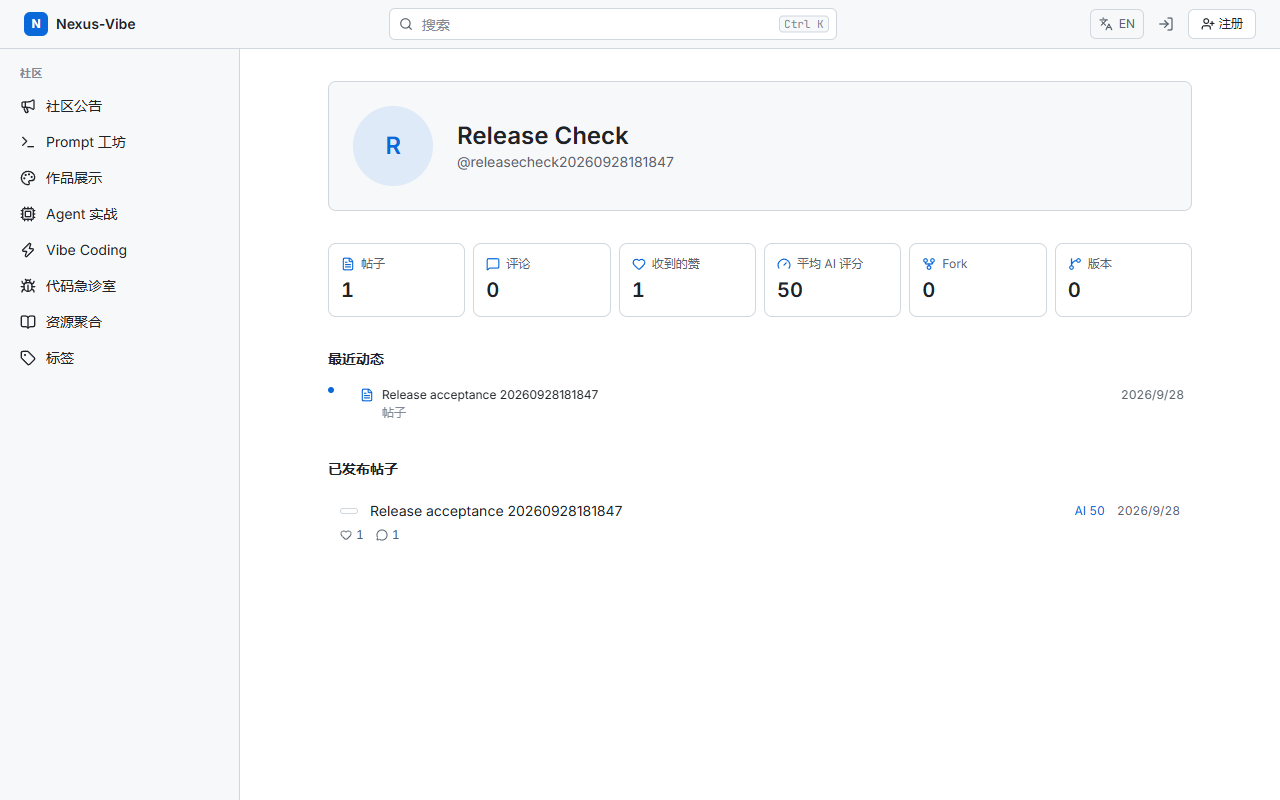 N Nexus-Vibe
搜索 Ctrl K
EN
注册
社区
社区公告
Prompt 工坊
作品展示
Agent 实战
Vibe Coding
代码急诊室
资源聚合
标签
R
Release Check
@releasecheck20260928181847
帖子
1
评论
0
收到的赞
1
平均 AI 评分
50
Fork
0
版本
0
最近动态
Release acceptance 20260928181847 2026/9/28
帖子
已发布帖子
Release acceptance 20260928181847 AI 50 2026/9/28
1 1